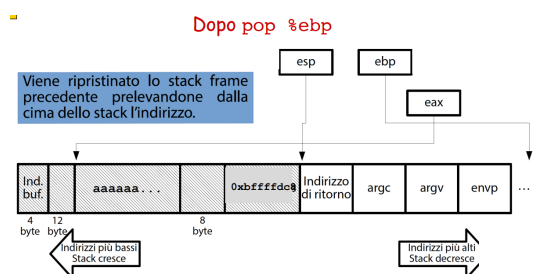 Dopo pop %ebp
esp
ebp
eax
Viene ripristinato lo stack frame
precedente prelevandone dalla
cima dello stack l'indirizzo.
Ind.
buf.
aaaaaa...
0xbffffdc8
Indirizzo
di ritorno
argc
argv
envp
...
4
byte
12
byte
8
byte
Indirizzi più bassi
Stack cresce
Indirizzi più alti
Stack decresce